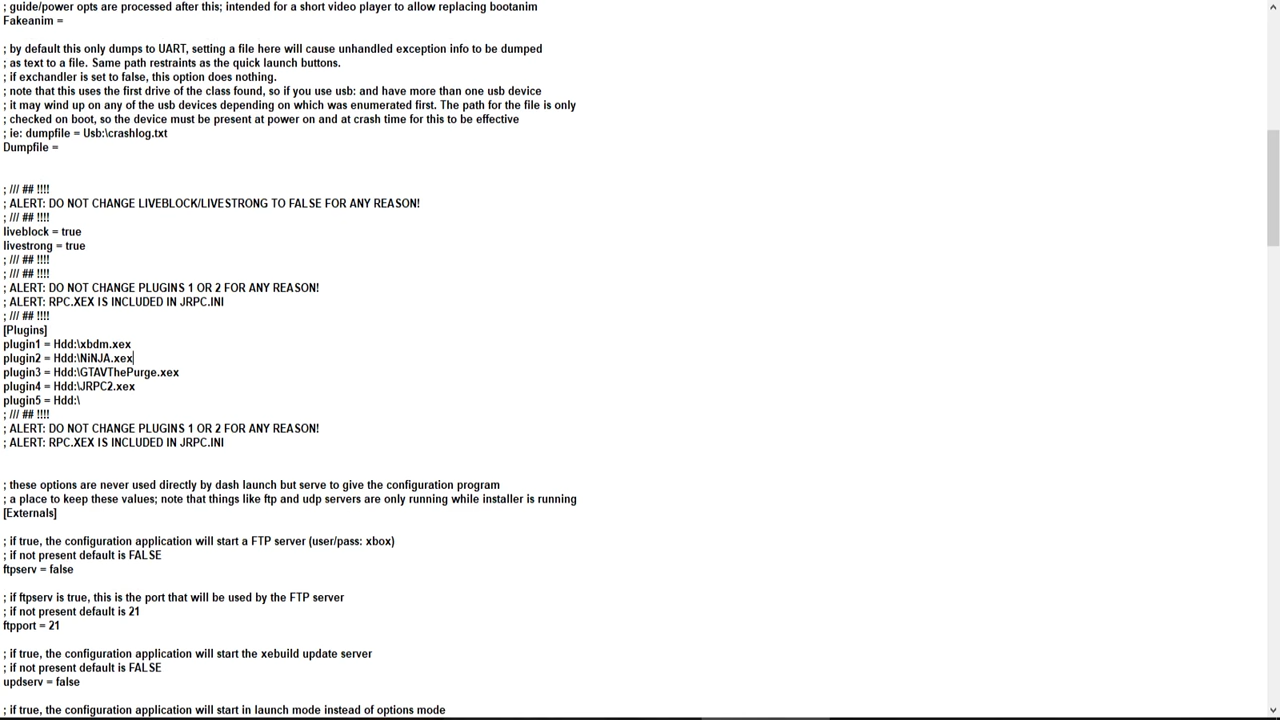 ; guide/power opts are processed after this; intended for a short video player to allow replacing bootanim
Fakeanim =
; by default this only dumps to UART, setting a file here will cause unhandled exception info to be dumped
; as text to a file. Same path restraints as the quick launch buttons.
; if exchandler is set to false, this option does nothing.
; note that this uses the first drive of the class found, so if you use usb: and have more than one usb device
; it may wind up on any of the usb devices depending on which was enumerated first. The path for the file is only
; checked on boot, so the device must be present at power on and at crash time for this to be effective
; ie: dumpfile = Usb:\crashlog.txt
Dumpfile =
; /// ## !!!!
; ALERT: DO NOT CHANGE LIVEBLOCK/LIVESTRONG TO FALSE FOR ANY REASON!
; /// ## !!!!
liveblock = true
livestrong = true
; /// ## !!!!
; /// ## !!!!
; ALERT: DO NOT CHANGE PLUGINS 1 OR 2 FOR ANY REASON!
; ALERT: RPC.XEX IS INCLUDED IN JRPC.INI
; /// ## !!!!
[Plugins]
plugin1 = Hdd:\xbdm.xex
plugin2 = Hdd:\NiNJA.xex
plugin3 = Hdd:\GTAVThePurge.xex
plugin4 = Hdd:\JRPC2.xex
plugin5 = Hdd:\
; /// ## !!!!
; ALERT: DO NOT CHANGE PLUGINS 1 OR 2 FOR ANY REASON!
; ALERT: RPC.XEX IS INCLUDED IN JRPC.INI
; these options are never used directly by dash launch but serve to give the configuration program
; a place to keep these values; note that things like ftp and udp servers are only running while installer is running
[Externals]
; if true, the configuration application will start a FTP server (user/pass: xbox)
; if not present default is FALSE
ftpserv = false
; if ftpserv is true, this is the port that will be used by the FTP server
; if not present default is 21
ftpport = 21
; if true, the configuration application will start the xebuild update server
; if not present default is FALSE
updserv = false
; if true, the configuration application will start in launch mode instead of options mode